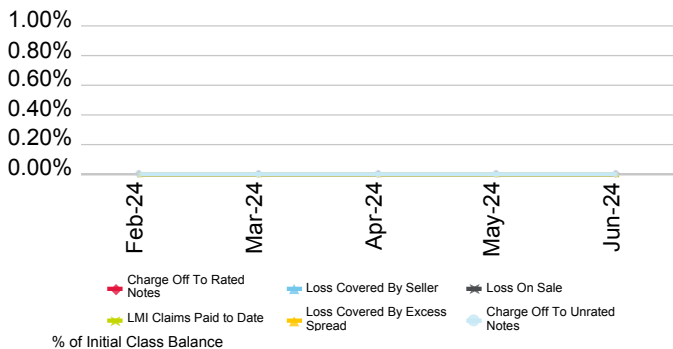 1.00%
0.80%
0.60%
0.40%
0.20%
0.00%
Feb-24
Mar-24
Apr-24
May-24
Jun-24
Charge Off To Rated
Notes
Loss Covered By Seller
Loss On Sale
LMI Claims Paid to Date
Loss Covered By Excess
Spread
Charge Off To Unrated
Notes
% of Initial Class Balance